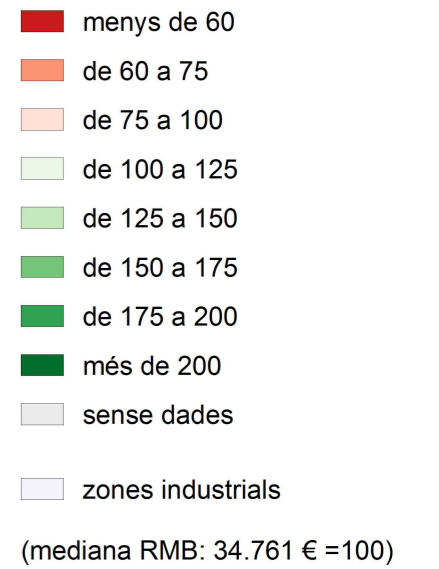 menys de 60
de 60 a 75
de 75 a 100
de 100 a 125
de 125 a 150
de 150 a 175
de 175 a 200
més de 200
sense dades
zones industrials
(mediana RMB: 34.761 € =100)